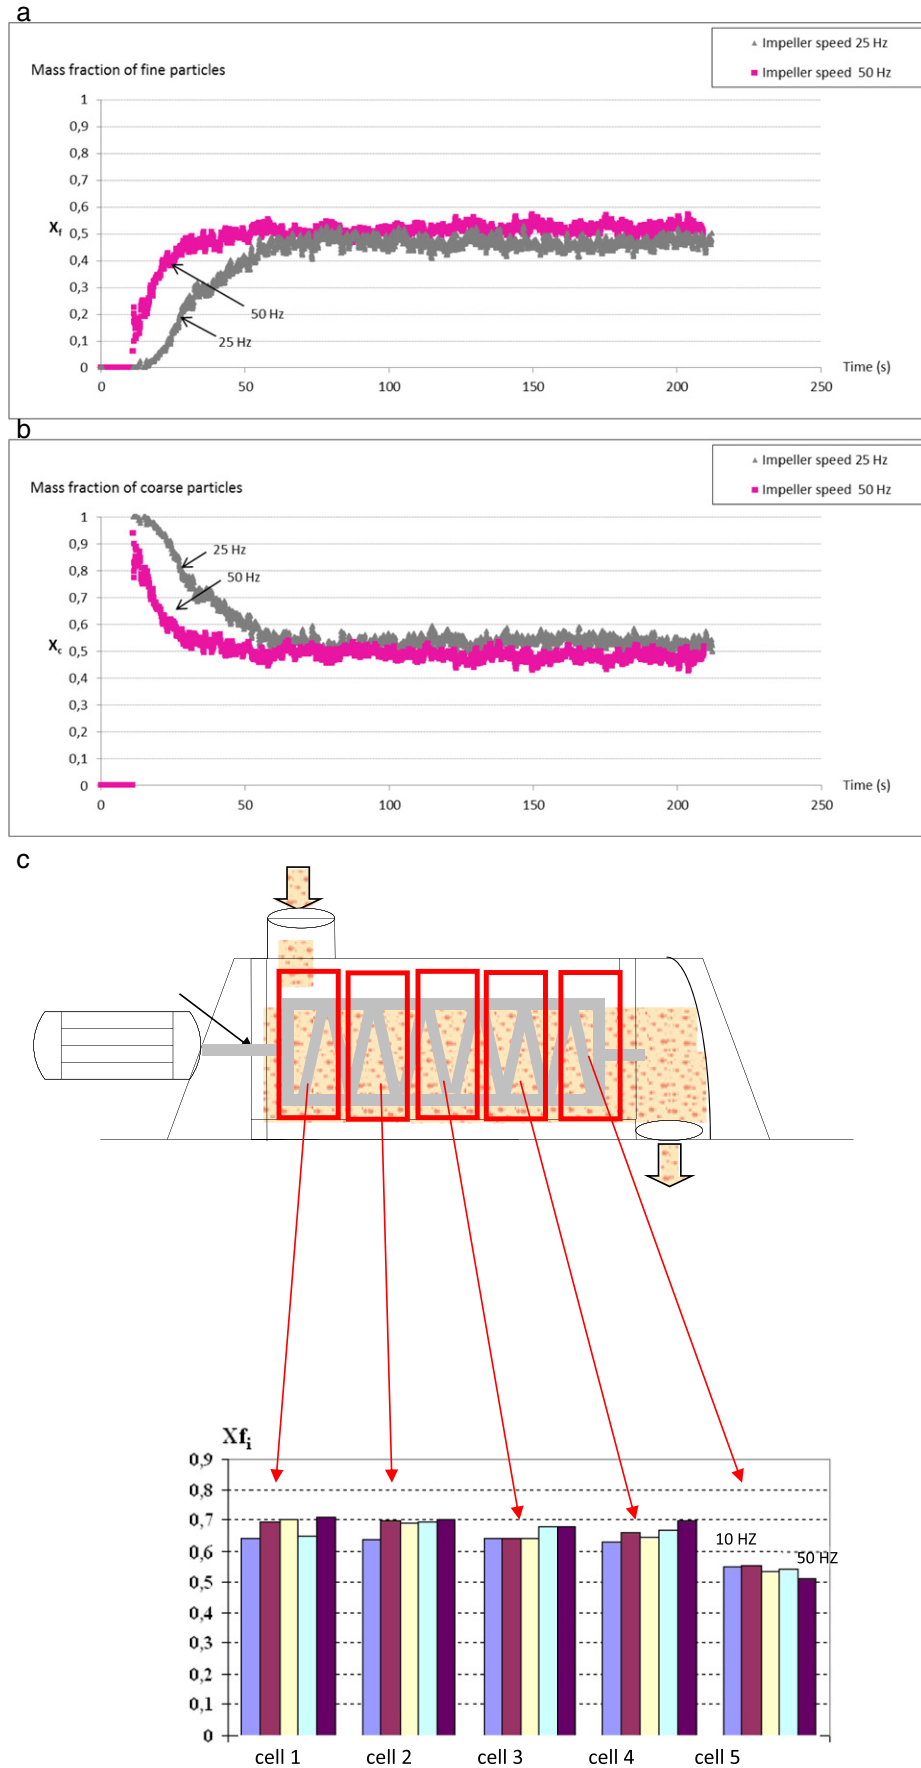 a
Impeller speed 25 Hz
Impeller speed 50 Hz
Mass fraction of fine particles
1
0,9
0,8
0,7
0,6
Xf 0,5
0,4
0,3
0,2
0,1
0
50 Hz
25 Hz
0 50 100 150 200 250
Time (s)
b
Impeller speed 25 Hz
Impeller speed 50 Hz
Mass fraction of coarse particles
1
0,9
0,8
0,7
0,6
Xc 0,5
0,4
0,3
0,2
0,1
0
25 Hz
50 Hz
0 50 100 150 200 250
Time (s)
c
Xfi
0,9
0,8
0,7
0,6
0,5
0,4
0,3
0,2
0,1
0
10 HZ
50 HZ
cell 1 cell 2 cell 3 cell 4 cell 5